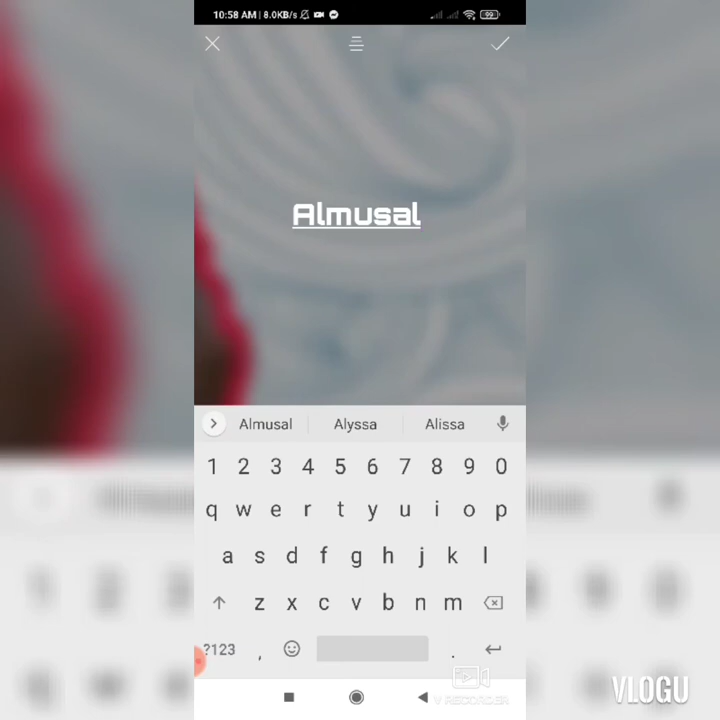 10:58 AM | 8.0KB/s
99
Almusal
Almusal Alyssa Alissa
1 2 3 4 5 6 7 8 9 0
q w e r t y u i o p
a s d f g h j k l
z x c v b n m
?123 , .
V RECORDER
VLOGU